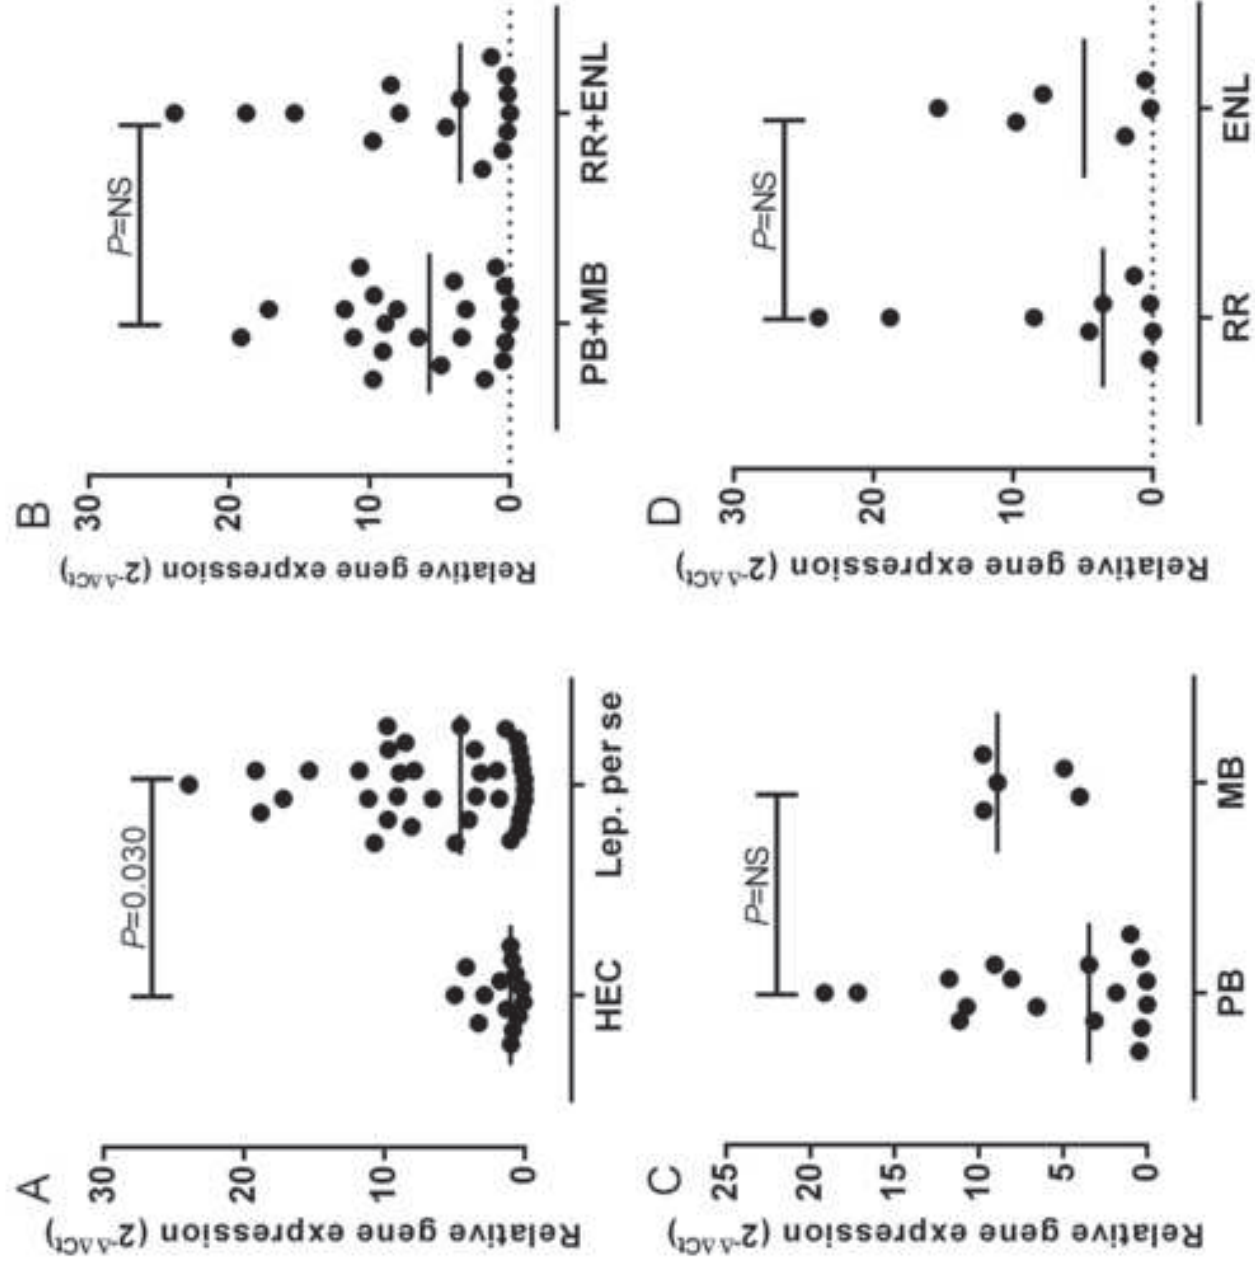 A
Relative gene expression (2-ΔΔCt)
30
20
10
0
P=0.030
HEC
Lep. per se
B
Relative gene expression (2-ΔΔCt)
30
20
10
0
P=NS
PB+MB
RR+ENL
C
Relative gene expression (2-ΔΔCt)
25
20
15
10
5
0
P=NS
PB
MB
D
Relative gene expression (2-ΔΔCt)
30
20
10
0
P=NS
RR
ENL